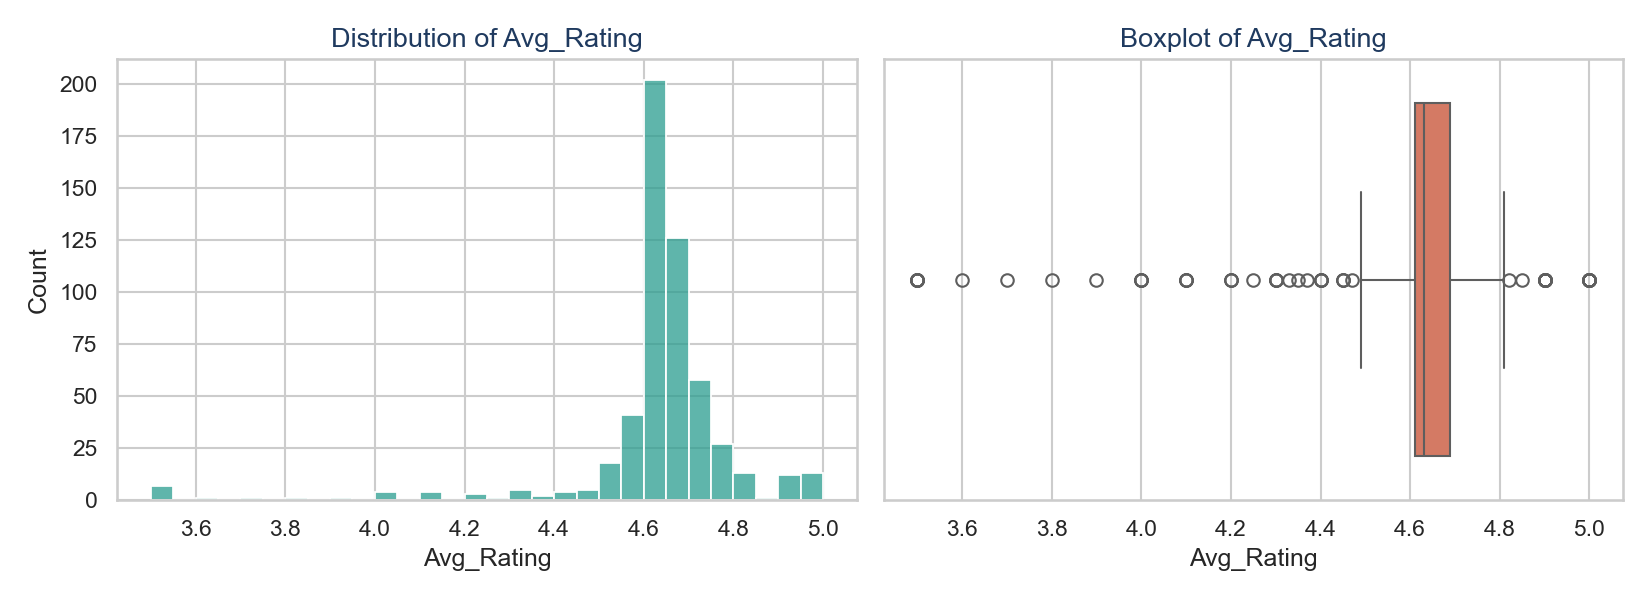 Distribution of Avg_Rating
200
175
150
125
100
75
50
25
0
Count
3.6 3.8 4.0 4.2 4.4 4.6 4.8 5.0
Avg_Rating
Boxplot of Avg_Rating
3.6 3.8 4.0 4.2 4.4 4.6 4.8 5.0
Avg_Rating